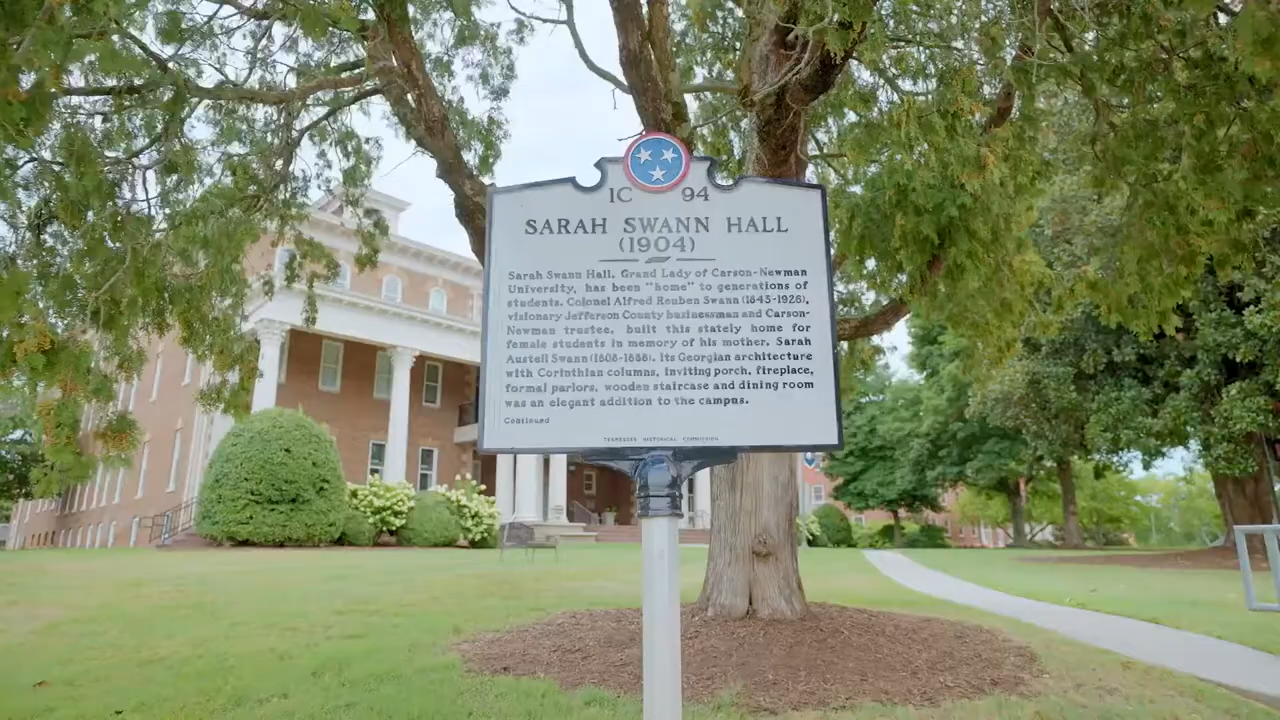 1C 94
SARAH SWANN HALL
(1904)
Sarah Swann Hall, Grand Lady of Carson-Newman
University, has been "home" to generations of
students. Colonel Alfred Reuben Swann (1843-1926),
visionary Jefferson County businessman and Carson-
Newman trustee, built this stately home for
female students in memory of his mother, Sarah
Austell Swann (1808-1888). Its Georgian architecture
with Corinthian columns, inviting porch, fireplace,
formal parlors, wooden staircase and dining room
was an elegant addition to the campus.
Continued
TENNESSEE HISTORICAL COMMISSION